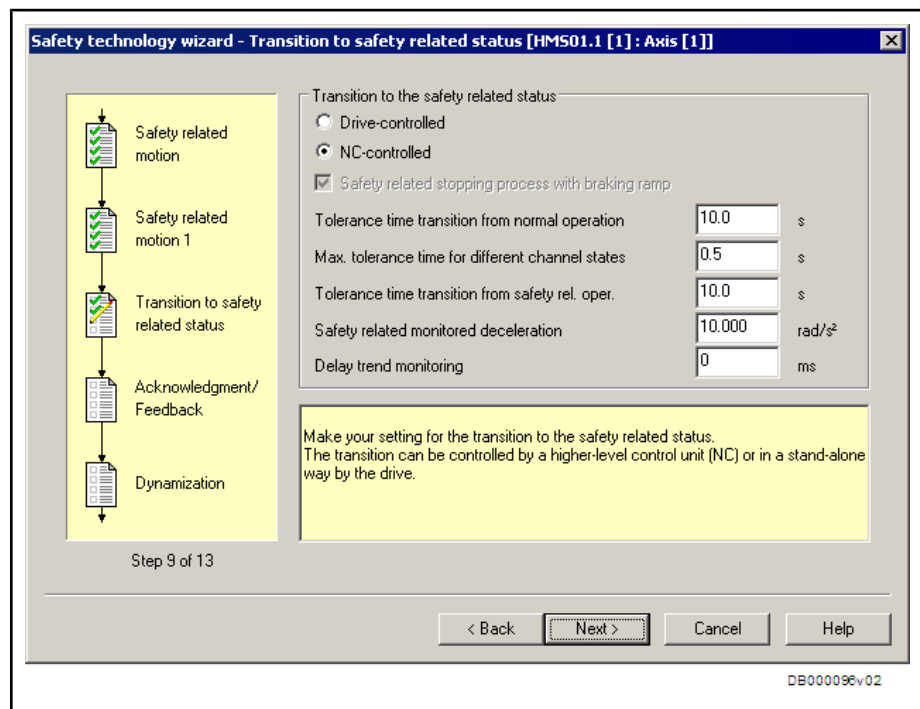 Safety technology wizard - Transition to safety related status [HMS01.1 [1] : Axis [1]]
Safety related
motion
Safety related
motion 1
Transition to safety
related status
Acknowledgment/
Feedback
Dynamization
Step 9 of 13
Transition to the safety related status
Drive-controlled
NC-controlled
Safety related stopping process with braking ramp
Tolerance time transition from normal operation 10.0 s
Max. tolerance time for different channel states 0.5 s
Tolerance time transition from safety rel. oper. 10.0 s
Safety related monitored deceleration 10.000 rad/s²
Delay trend monitoring 0 ms
Make your setting for the transition to the safety related status.
The transition can be controlled by a higher-level control unit (NC) or in a stand-alone
way by the drive.
< Back Next > Cancel Help
DB000096v02